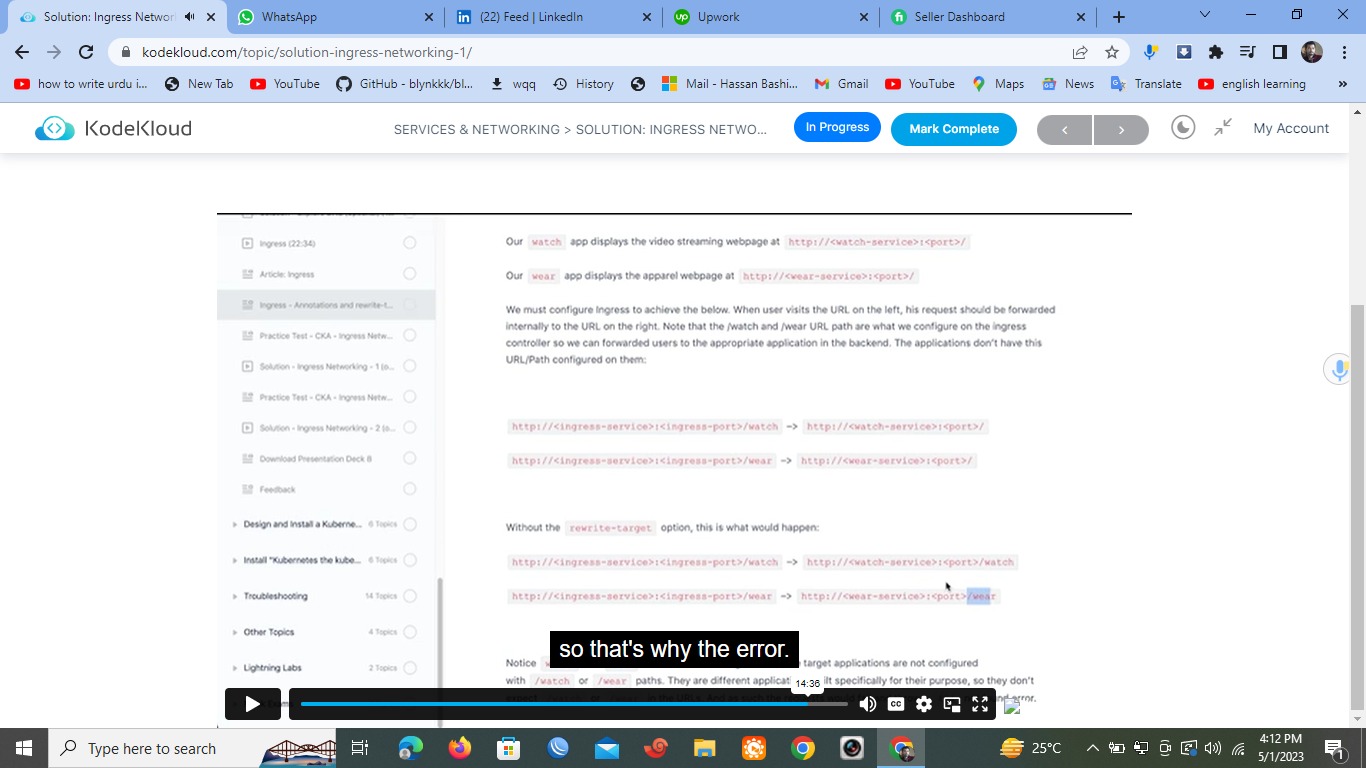 Solution: Ingress Networ
WhatsApp
(22) Feed | LinkedIn
Upwork
Seller Dashboard
kodekloud.com/topic/solution-ingress-networking-1/
how to write urdu i...
New Tab
YouTube
GitHub - blynkkk/bl...
wqq
History
Mail - Hassan Bashi...
Gmail
YouTube
Maps
News
Translate
english learning
»
KodeKloud
SERVICES & NETWORKING > SOLUTION: INGRESS NETWO...
In Progress
Mark Complete
<
>
My Account
Ingress (22:34)
Article: Ingress
Ingress - Annotations and rewrite-t...
Practice Test - CKA - Ingress Netw...
Solution - Ingress Networking - 1 (o...
Practice Test - CKA - Ingress Netw...
Solution - Ingress Networking - 2 (o...
Download Presentation Deck 8
Feedback
Design and Install a Kuberne... 6 Topics
Install "Kubernetes the kube... 6 Topics
Troubleshooting 14 Topics
Other Topics 4 Topics
Lightning Labs 2 Topics
Our watch app displays the video streaming webpage at http://<watch-service>:<port>/
Our wear app displays the apparel webpage at http://<wear-service>:<port>/
We must configure Ingress to achieve the below. When user visits the URL on the left, his request should be forwarded
internally to the URL on the right. Note that the /watch and /wear URL path are what we configure on the ingress
controller so we can forwarded users to the appropriate application in the backend. The applications don't have this
URL/Path configured on them:
http://<ingress-service>:<ingress-port>/watch -> http://<watch-service>:<port>/
http://<ingress-service>:<ingress-port>/wear -> http://<wear-service>:<port>/
Without the rewrite-target option, this is what would happen:
http://<ingress-service>:<ingress-port>/watch -> http://<watch-service>:<port>/watch
http://<ingress-service>:<ingress-port>/wear -> http://<wear-service>:<port>/wear
so that's why the error.
Notice target applications are not configured
with /watch or /wear paths. They are different applicat ilt specifically for their purpose, so they don't
14:36
CC
Type here to search
25°C
4:12 PM
5/1/2023
1